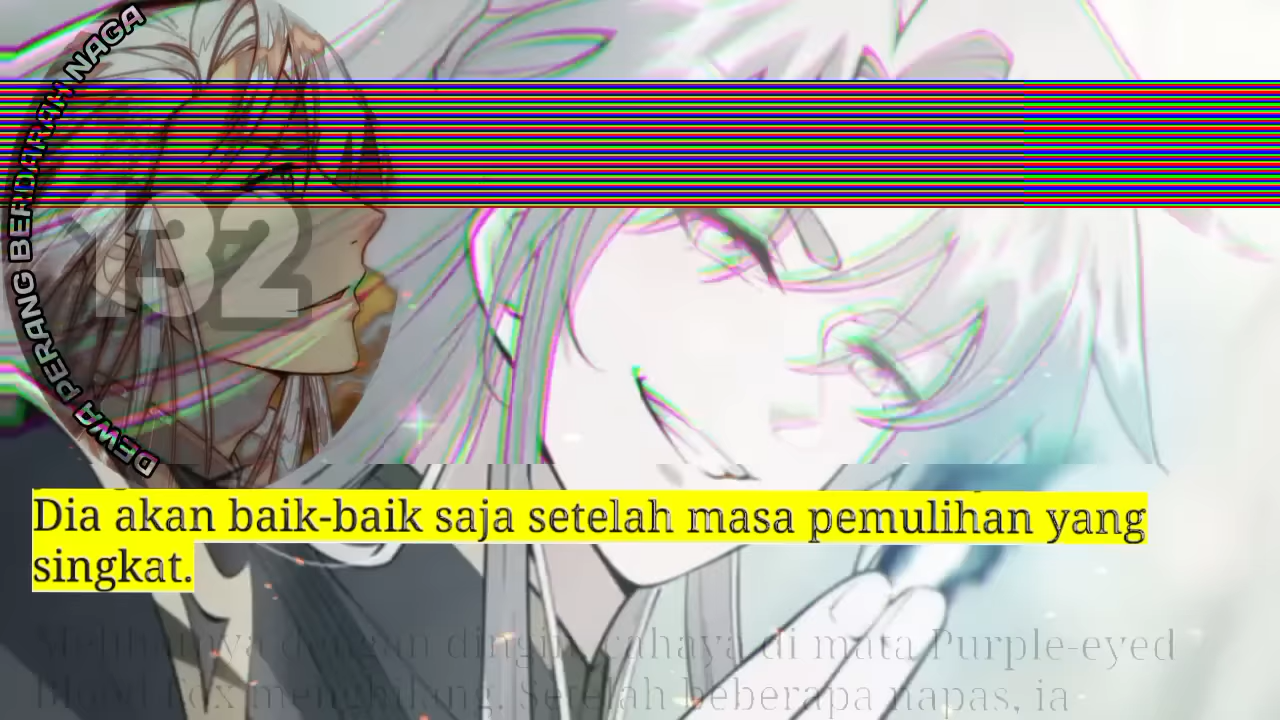 DEWA PERANG BERDARAH NAGA
132
Dia akan baik-baik saja setelah masa pemulihan yang
singkat.
Melihatnya dengan dingin, cahaya di mata Purple-eyed
Blood Fox menghilang. Setelah beberapa napas, ia